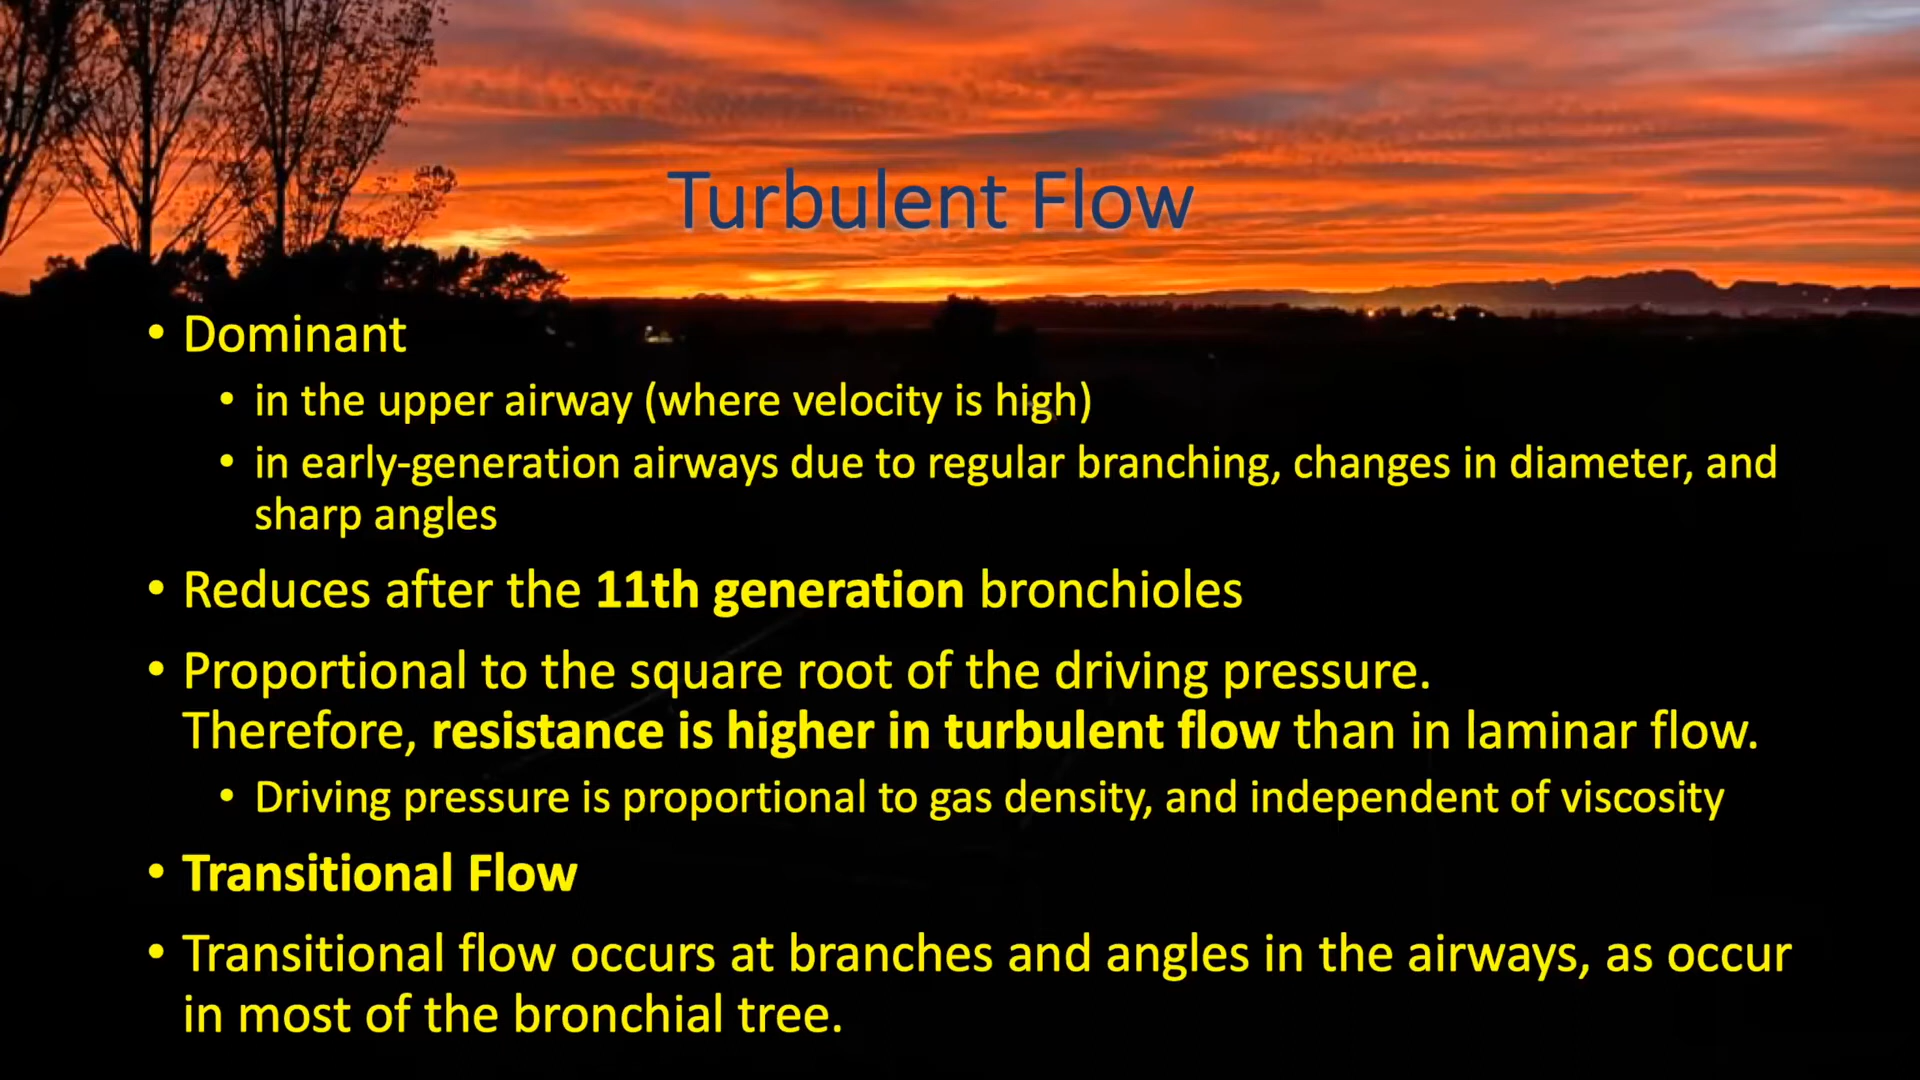 Turbulent Flow
• Dominant
• in the upper airway (where velocity is high)
• in early-generation airways due to regular branching, changes in diameter, and
sharp angles
• Reduces after the 11th generation bronchioles
• Proportional to the square root of the driving pressure.
Therefore, resistance is higher in turbulent flow than in laminar flow.
• Driving pressure is proportional to gas density, and independent of viscosity
• Transitional Flow
• Transitional flow occurs at branches and angles in the airways, as occur
in most of the bronchial tree.